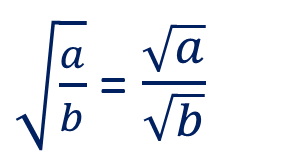 √(a/b) = √a/√b